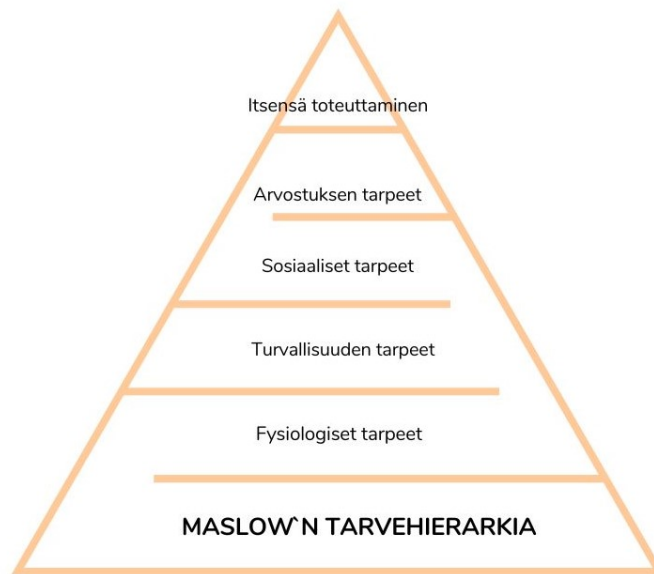 Itsensä toteuttaminen
Arvostuksen tarpeet
Sosiaaliset tarpeet
Turvallisuuden tarpeet
Fysiologiset tarpeet
MASLOW`N TARVEHIERARKIA